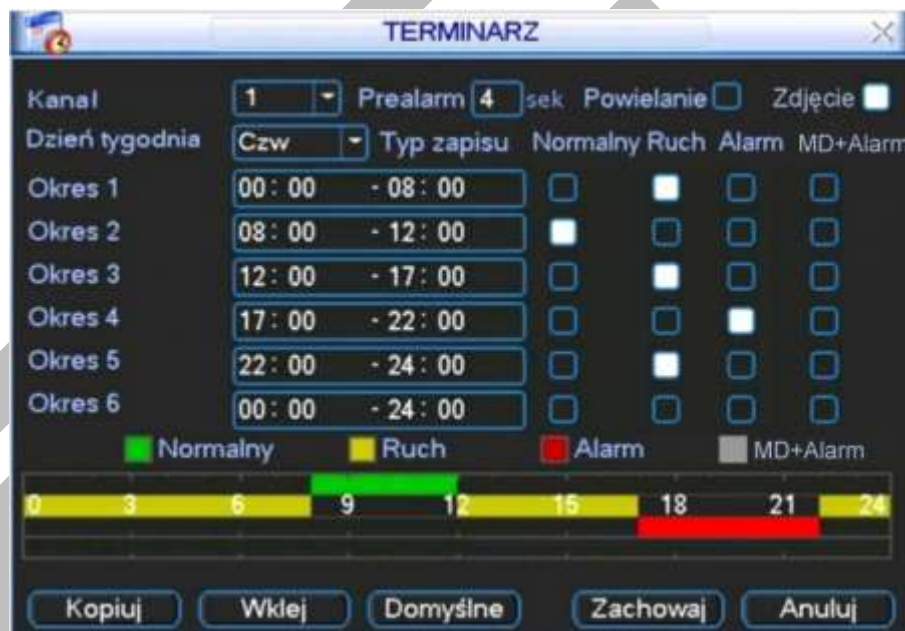 TERMINARZ
Kanał 1 Prealarm 4 sek Powielanie Zdjęcie
Dzień tygodnia Czw Typ zapisu Normalny Ruch Alarm MD+Alarm
Okres 1 00:00 - 08:00
Okres 2 08:00 - 12:00
Okres 3 12:00 - 17:00
Okres 4 17:00 - 22:00
Okres 5 22:00 - 24:00
Okres 6 00:00 - 24:00
Normalny Ruch Alarm MD+Alarm
0 3 6 9 12 15 18 21 24
Kopiuj Wklej Domyślne Zachowaj Anuluj